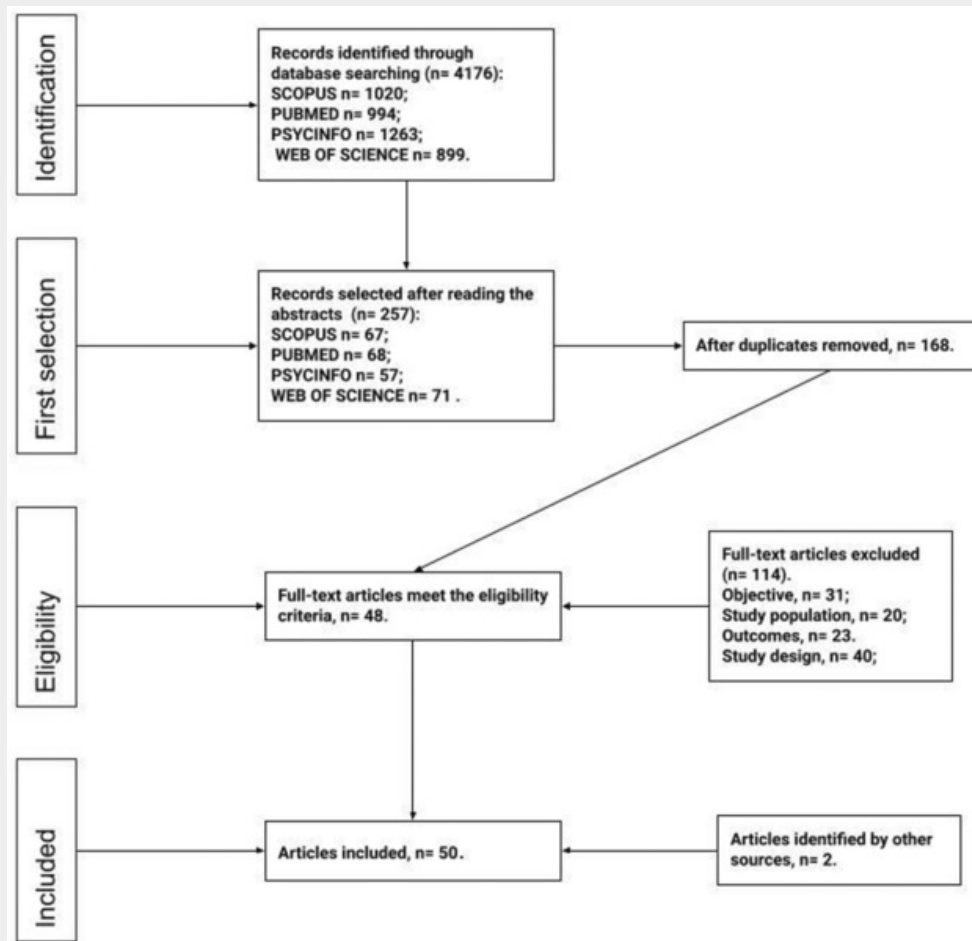 Identification
Records identified through
database searching (n= 4176):
SCOPUS n= 1020;
PUBMED n= 994;
PSYCINFO n= 1263;
WEB OF SCIENCE n= 899.
First selection
Records selected after reading the
abstracts (n= 257):
SCOPUS n= 67;
PUBMED n= 68;
PSYCINFO n= 57;
WEB OF SCIENCE n= 71 .
After duplicates removed, n= 168.
Eligibility
Full-text articles meet the eligibility
criteria, n= 48.
Full-text articles excluded
(n= 114).
Objective, n= 31;
Study population, n= 20;
Outcomes, n= 23.
Study design, n= 40;
Included
Articles included, n= 50.
Articles identified by other
sources, n= 2.